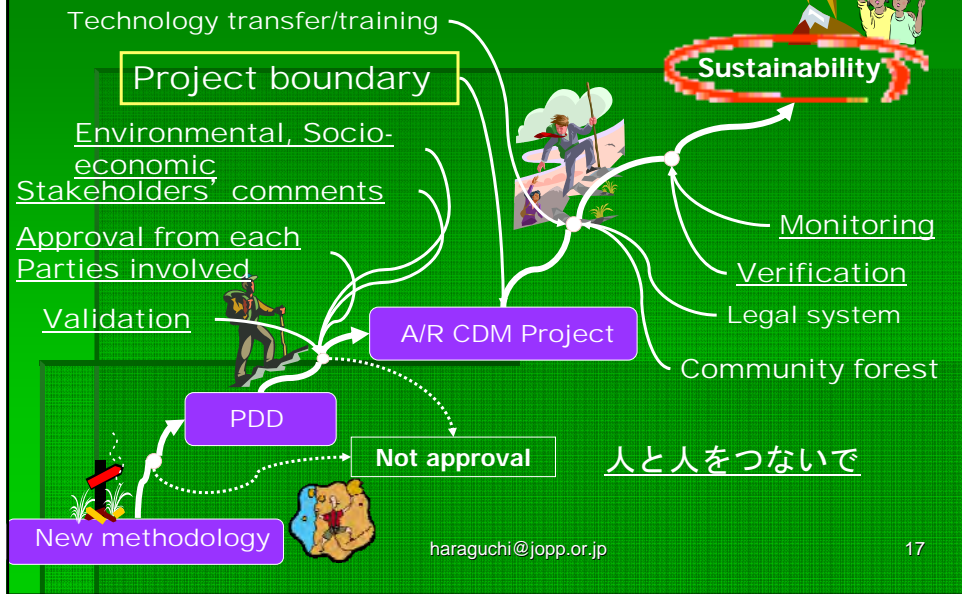 Technology transfer/training
Project boundary
Sustainability
Environmental, Socio-
economic
Stakeholders' comments
Approval from each
Parties involved
Monitoring
Verification
Validation
A/R CDM Project
Legal system
Community forest
PDD
Not approval
人と人をつないで
New methodology
haraguchi@jopp.or.jp
17